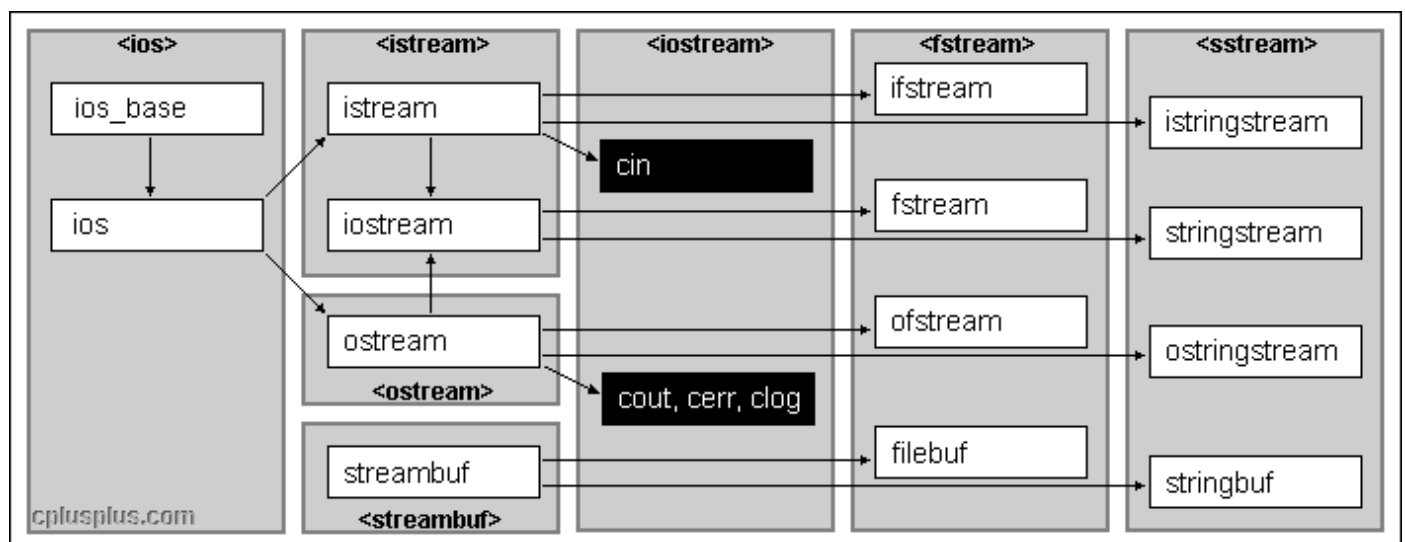 <ios>
ios_base
ios
<istream>
istream
iostream
ostream
<ostream>
streambuf
<streambuf>
<iostream>
cin
cout, cerr, clog
<fstream>
ifstream
fstream
ofstream
filebuf
<sstream>
istringstream
stringstream
ostringstream
stringbuf
cplusplus.com